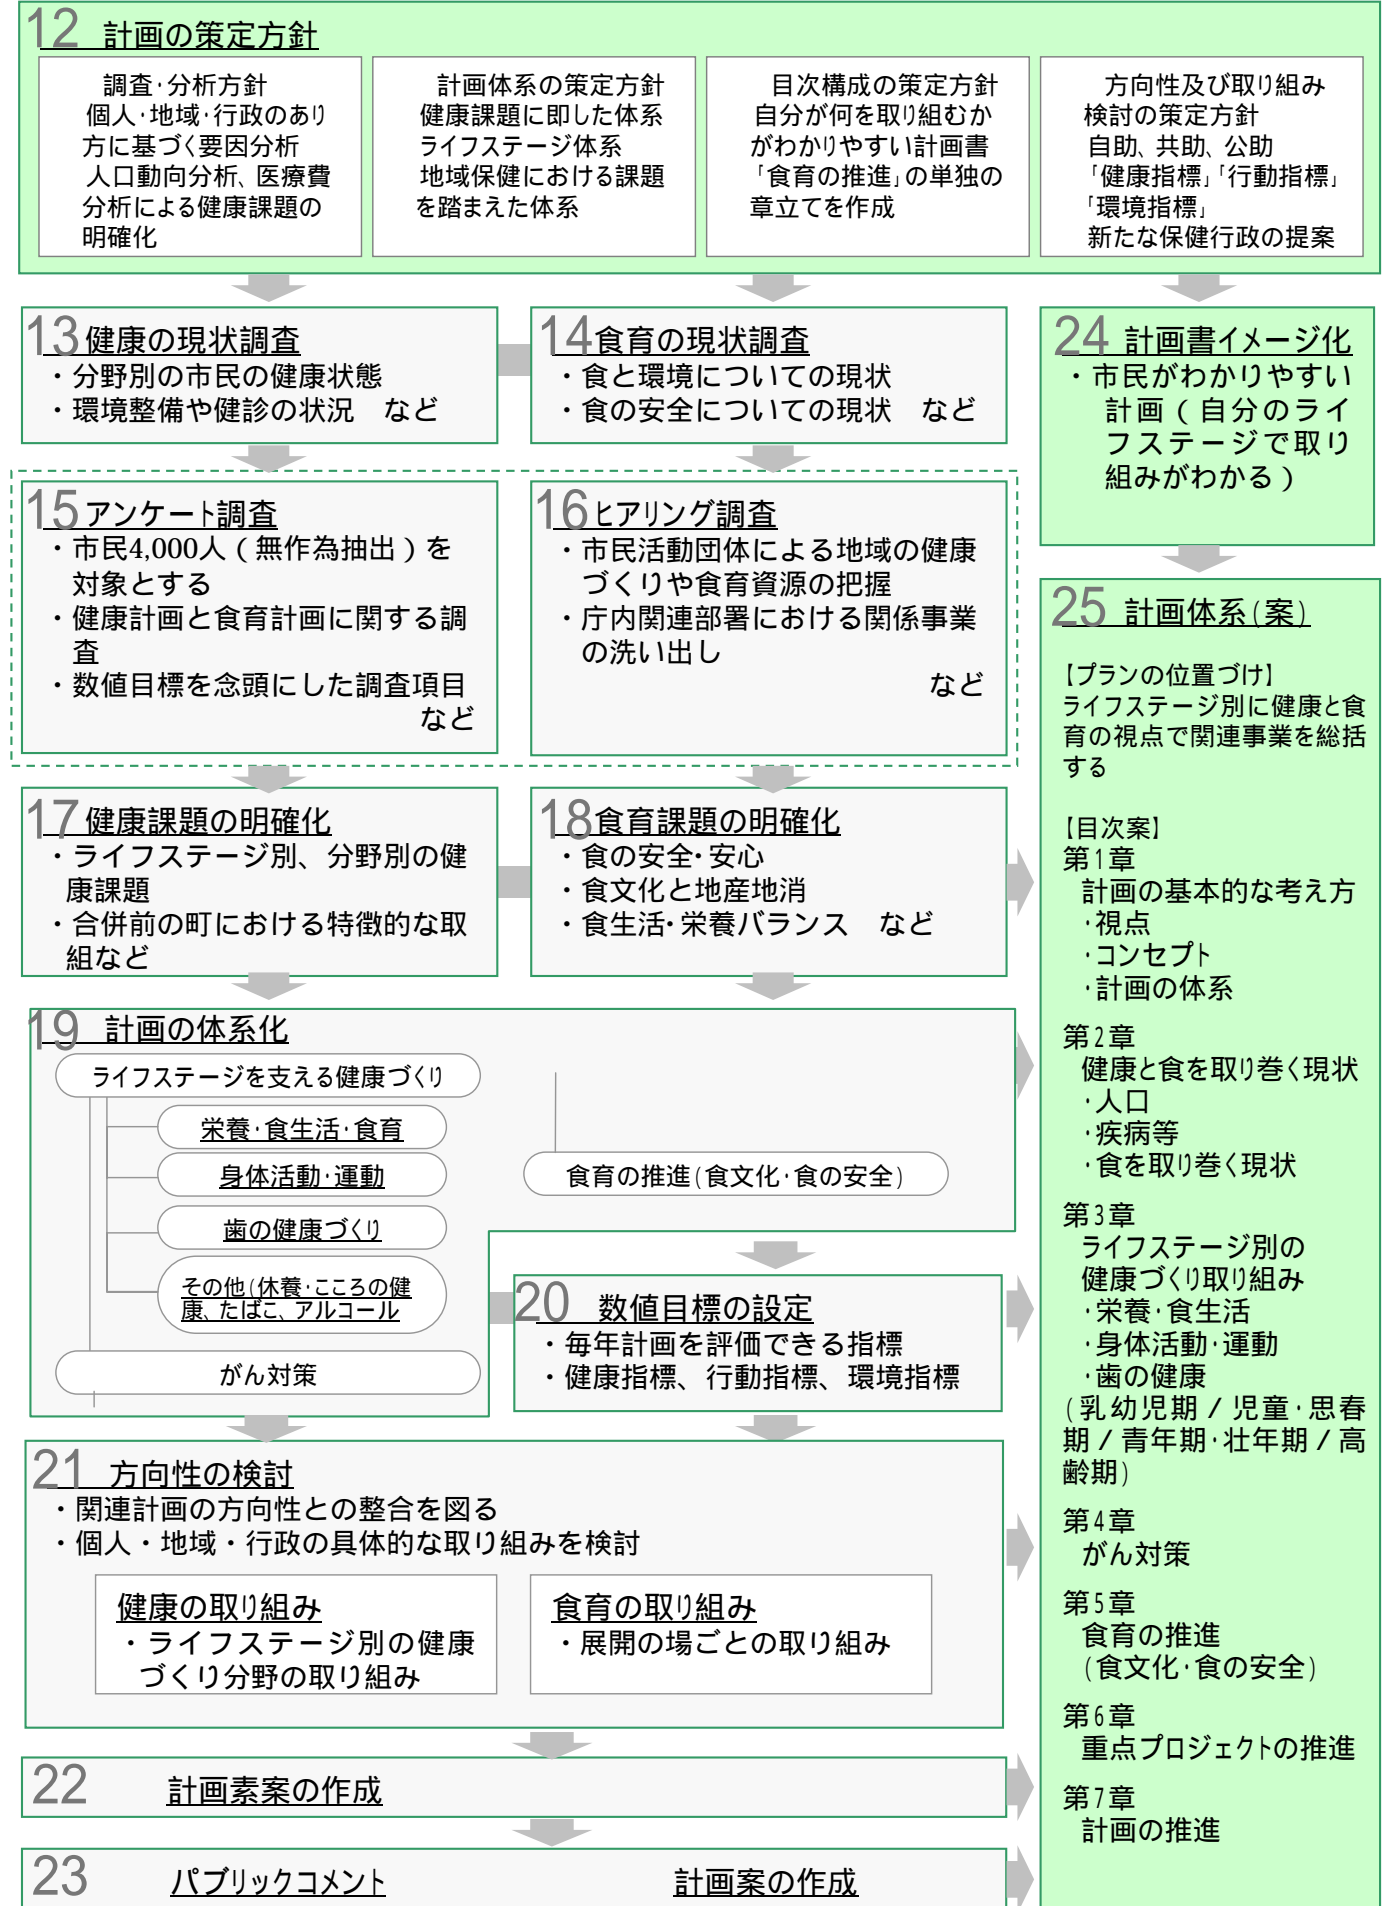 12 計画の策定方針
調査・分析方針
個人・地域・行政のあり
方に基づく要因分析
人口動向分析、医療費
分析による健康課題の
明確化
計画体系の策定方針
健康課題に即した体系
ライフステージ体系
地域保健における課題
を踏まえた体系
目次構成の策定方針
自分が何を取り組むか
がわかりやすい計画書
「食育の推進」の単独の
章立てを作成
方向性及び取り組み
検討の策定方針
自助、共助、公助
「健康指標」「行動指標」
「環境指標」
新たな保健行政の提案
13 健康の現状調査
・分野別の市民の健康状態
・環境整備や健診の状況 など
14 食育の現状調査
・食と環境についての現状
・食の安全についての現状 など
15 アンケート調査
・市民4,000人（無作為抽出）を
対象とする
・健康計画と食育計画に関する調
査
・数値目標を念頭にした調査項目
など
16 ヒアリング調査
・市民活動団体による地域の健康
づくりや食育資源の把握
・庁内関連部署における関係事業
の洗い出し
など
17 健康課題の明確化
・ライフステージ別、分野別の健
康課題
・合併前の町における特徴的な取
組など
18 食育課題の明確化
・食の安全・安心
・食文化と地産地消
・食生活・栄養バランス など
19 計画の体系化
ライフステージを支える健康づくり
栄養・食生活・食育
身体活動・運動
歯の健康づくり
その他（休養・こころの健
康、たばこ、アルコール
がん対策
食育の推進（食文化・食の安全）
20 数値目標の設定
・毎年計画を評価できる指標
・健康指標、行動指標、環境指標
21 方向性の検討
・関連計画の方向性との整合を図る
・個人・地域・行政の具体的な取り組みを検討
健康の取り組み
・ライフステージ別の健康
づくり分野の取り組み
食育の取り組み
・展開の場ごとの取り組み
22 計画素案の作成
23 パブリックコメント 計画案の作成
24 計画書イメージ化
・市民がわかりやすい
計画（自分のライ
フステージで取り
組みがわかる）
25 計画体系（案）
【プランの位置づけ】
ライフステージ別に健康と食
育の視点で関連事業を総括
する
【目次案】
第1章
計画の基本的な考え方
・視点
・コンセプト
・計画の体系
第2章
健康と食を取り巻く現状
・人口
・疾病等
・食を取り巻く現状
第3章
ライフステージ別の
健康づくり取り組み
・栄養・食生活
・身体活動・運動
・歯の健康
（乳幼児期／児童・思春
期／青年期・壮年期／高
齢期）
第4章
がん対策
第5章
食育の推進
（食文化・食の安全）
第6章
重点プロジェクトの推進
第7章
計画の推進